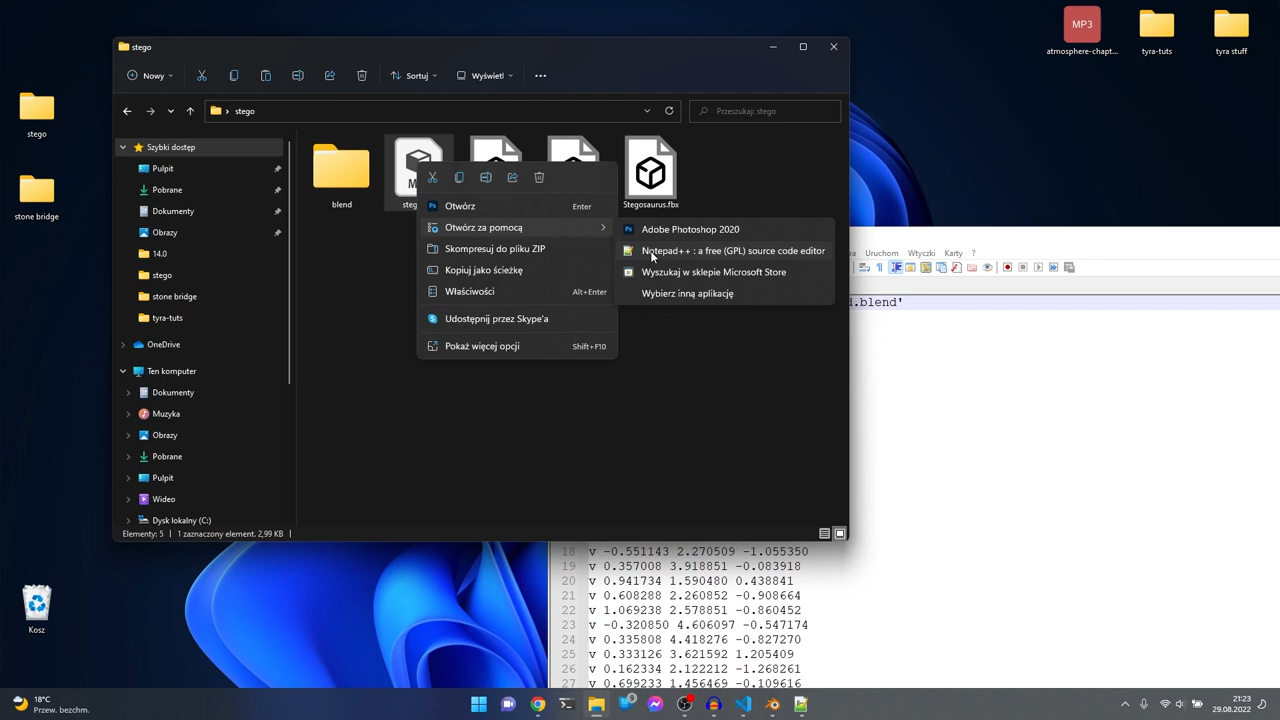 MP3
atmosphere-chapt...
tyra-tuts
tyra stuff
stego
stone bridge
Kosz
stego
Nowy
Sortuj
Wyświetl
stego
Przeszukaj: stego
Szybki dostęp
Pulpit
Pobrane
Dokumenty
Obrazy
14.0
stego
stone bridge
tyra-tuts
OneDrive
Ten komputer
Dokumenty
Muzyka
Obrazy
Pobrane
Pulpit
Wideo
Dysk lokalny (C:)
blend
Stegosaurus.fbx
Otwórz Enter
Otwórz za pomocą
Skompresuj do pliku ZIP
Kopiuj jako ścieżkę
Właściwości Alt+Enter
Udostępnij przez Skype'a
Pokaż więcej opcji Shift+F10
Adobe Photoshop 2020
Notepad++ : a free (GPL) source code editor
Wyszukaj w sklepie Microsoft Store
Wybierz inną aplikację
Elementy: 5 1 zaznaczony element. 2,99 KB
Uruchom Wtyczki Karty ?
d.blend'
18 v -0.551143 2.270509 -1.055350
19 v 0.357008 3.918851 -0.083918
20 v 0.941734 1.590480 0.438841
21 v 0.608288 2.260852 -0.908664
22 v 1.069238 2.578851 -0.860452
23 v -0.320850 4.606097 -0.547174
24 v 0.335808 4.418276 -0.827270
25 v 0.333126 3.621592 1.205409
26 v 0.162334 2.122212 -1.268261
27 v 0.699233 1.456469 -0.109616
18°C
Przew. bezchm.
21:23
29.08.2022